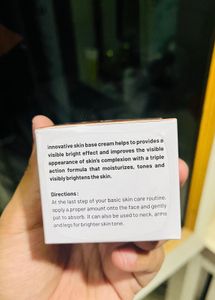 innovative skin base cream helps to provide a
visible bright effect and improves the visible
appearance of skin's complexion with a triple
action formula that moisturizes, tones and
visibly brightens the skin.
Directions:
At the last step of your basic skin care routine,
apply a proper amount onto the face and gently
pat to absorb. it can also be used to neck, arms
and legs for brighter skin tone.